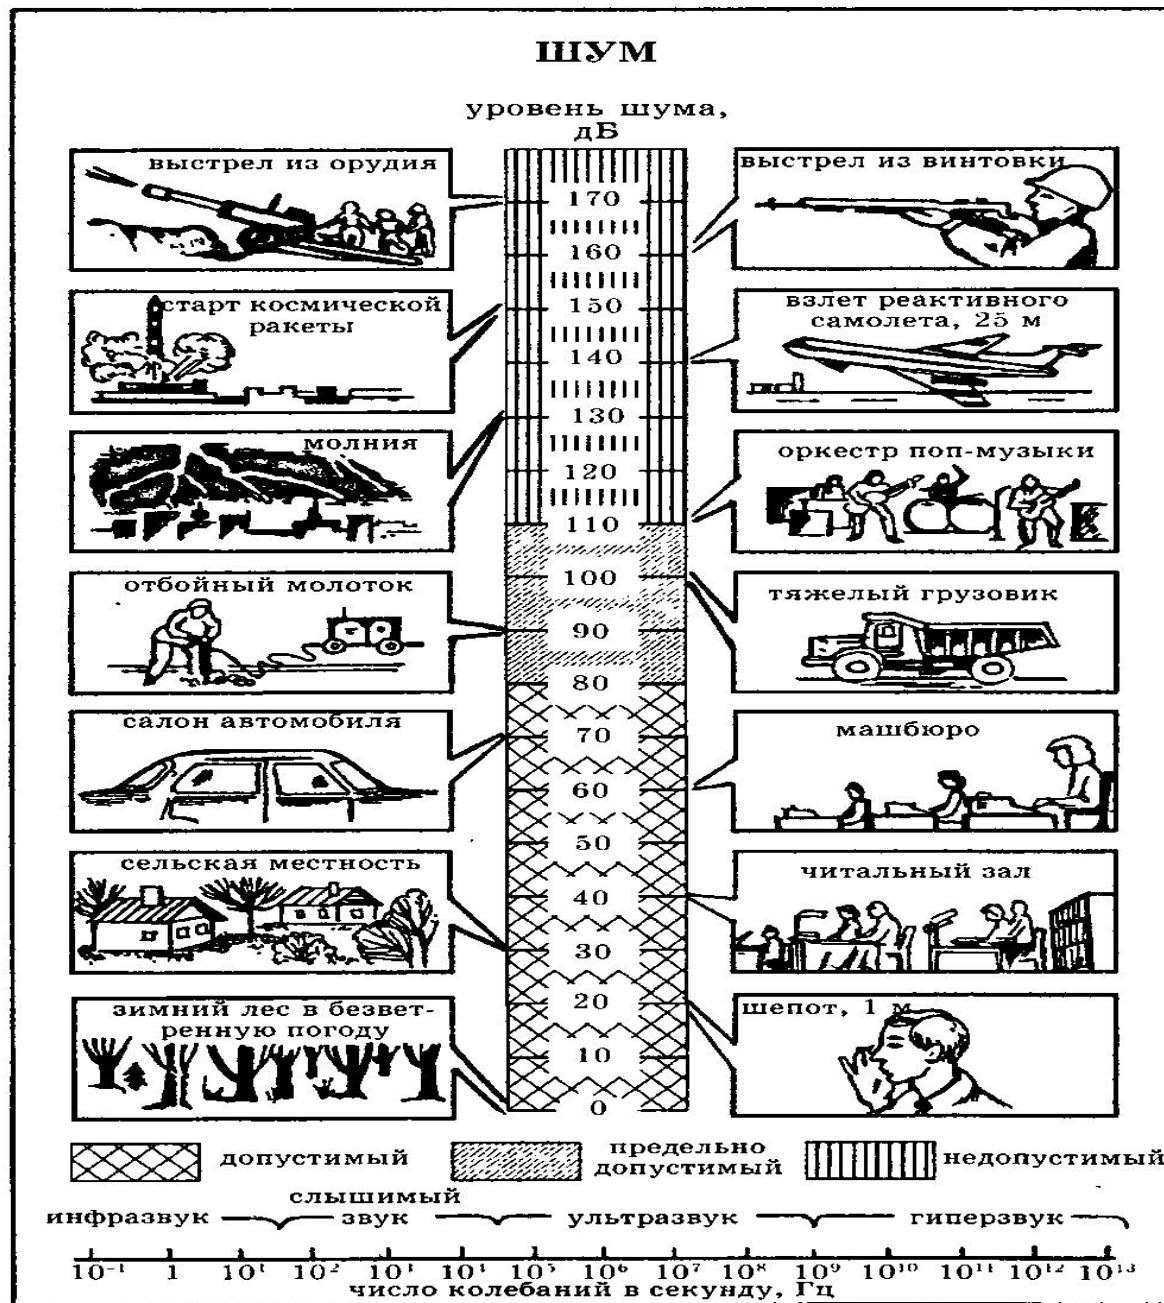 ШУМ
уровень шума,
дБ
выстрел из орудия
выстрел из винтовки
170
160
старт космической
ракеты
150
взлет реактивного
самолета, 25 м
140
130
молния
120
оркестр поп-музыки
110
отбойный молоток
100
тяжелый грузовик
90
80
салон автомобиля
70
машбюро
60
50
сельская местность
40
читальный зал
30
20
зимний лес в безвет-
ренную погоду
10
шепот, 1 м
0
допустимый
предельно
допустимый
недопустимый
инфразвук
слышимый
звук
ультразвук
гиперзвук
10⁻¹ 1 10¹ 10² 10³ 10⁴ 10⁵ 10⁶ 10⁷ 10⁸ 10⁹ 10¹⁰ 10¹¹ 10¹² 10¹³
число колебаний в секунду, Гц